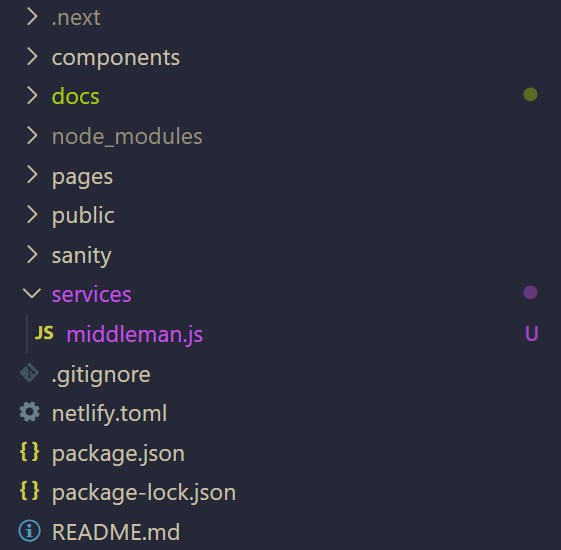 .next
components
docs
node_modules
pages
public
sanity
services
JS middleman.js U
.gitignore
netlify.toml
{} package.json
{} package-lock.json
README.md